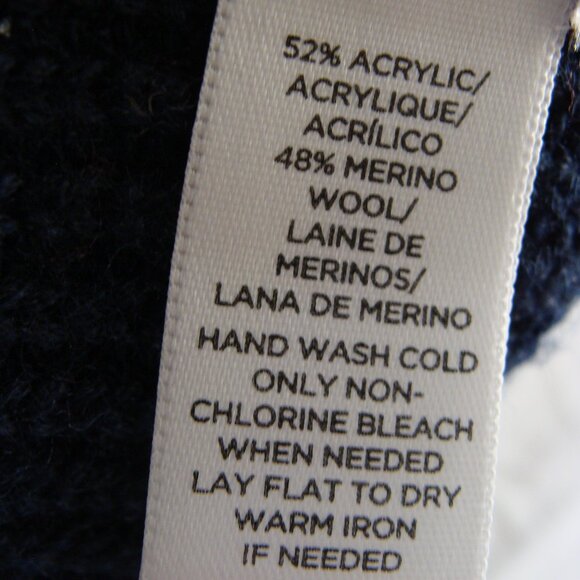 52% ACRYLIC/
ACRYLIQUE/
ACRÍLICO
48% MERINO
WOOL/
LAINE DE
MERINOS/
LANA DE MERINO
HAND WASH COLD
ONLY NON-
CHLORINE BLEACH
WHEN NEEDED
LAY FLAT TO DRY
WARM IRON
IF NEEDED